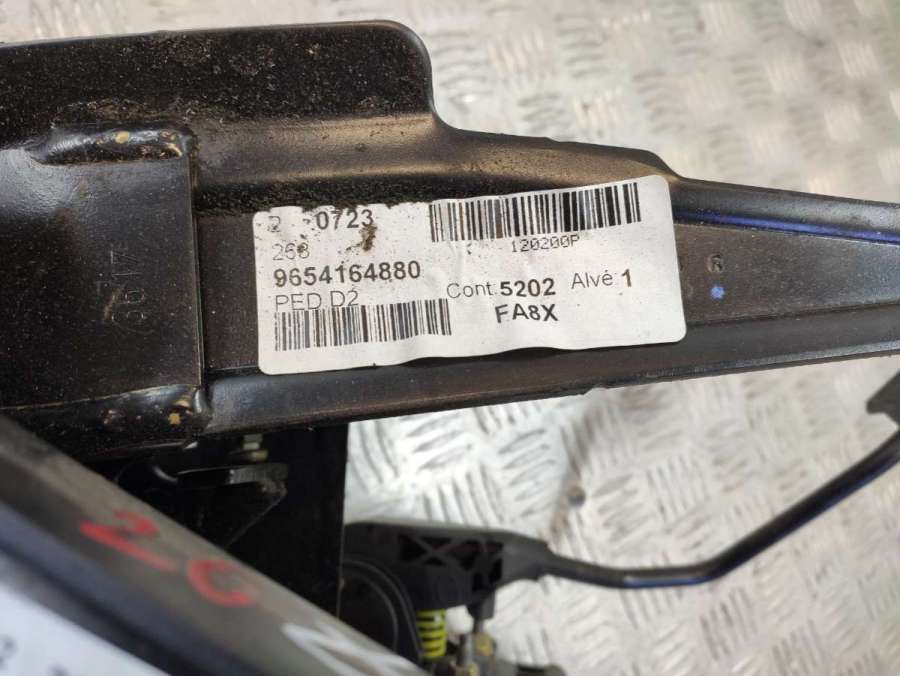 0723
268
120200P
9654164880
PED D2
Cont 5202 Alvé 1
FA8X
R